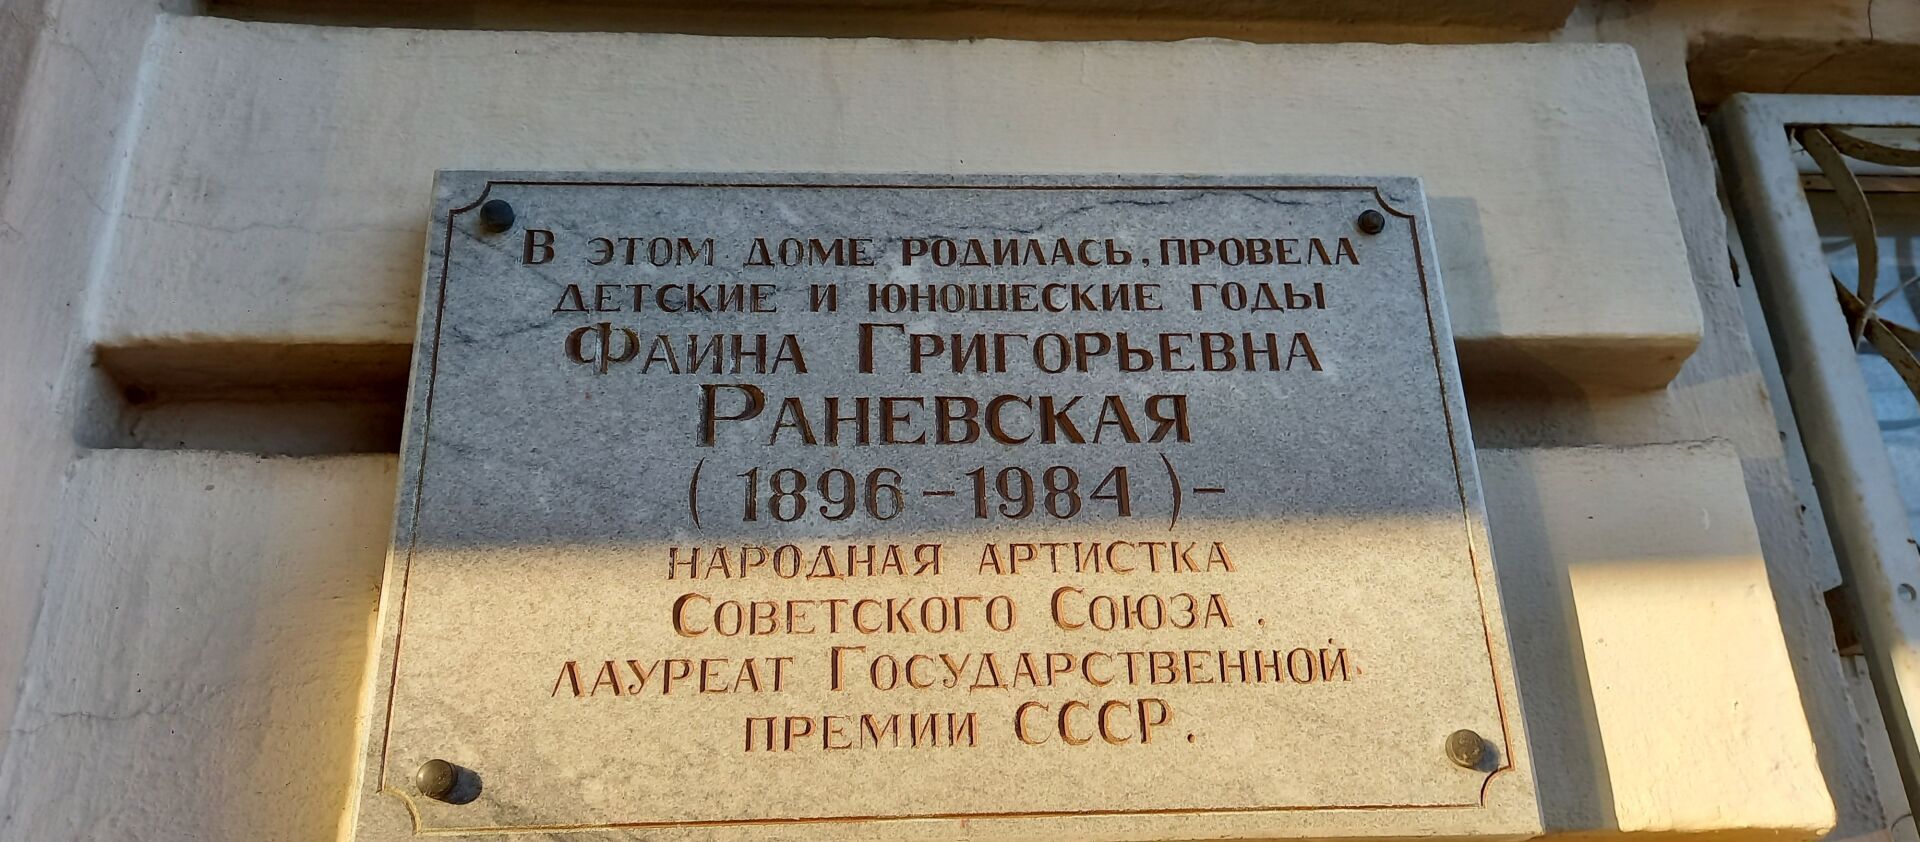 В ЭТОМ ДОМЕ РОДИЛАСЬ, ПРОВЕЛА
ДЕТСКИЕ И ЮНОШЕСКИЕ ГОДЫ
ФАИНА ГРИГОРЬЕВНА
РАНЕВСКАЯ
(1896-1984)-
НАРОДНАЯ АРТИСТКА
СОВЕТСКОГО СОЮЗА,
ЛАУРЕАТ ГОСУДАРСТВЕННОЙ
ПРЕМИИ СССР.